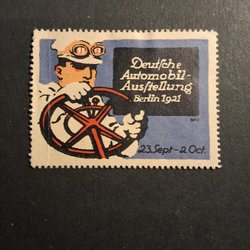 Deutsche
Automobil-
Ausstellung
Berlin 1921
23. Sept - 2. Oct.